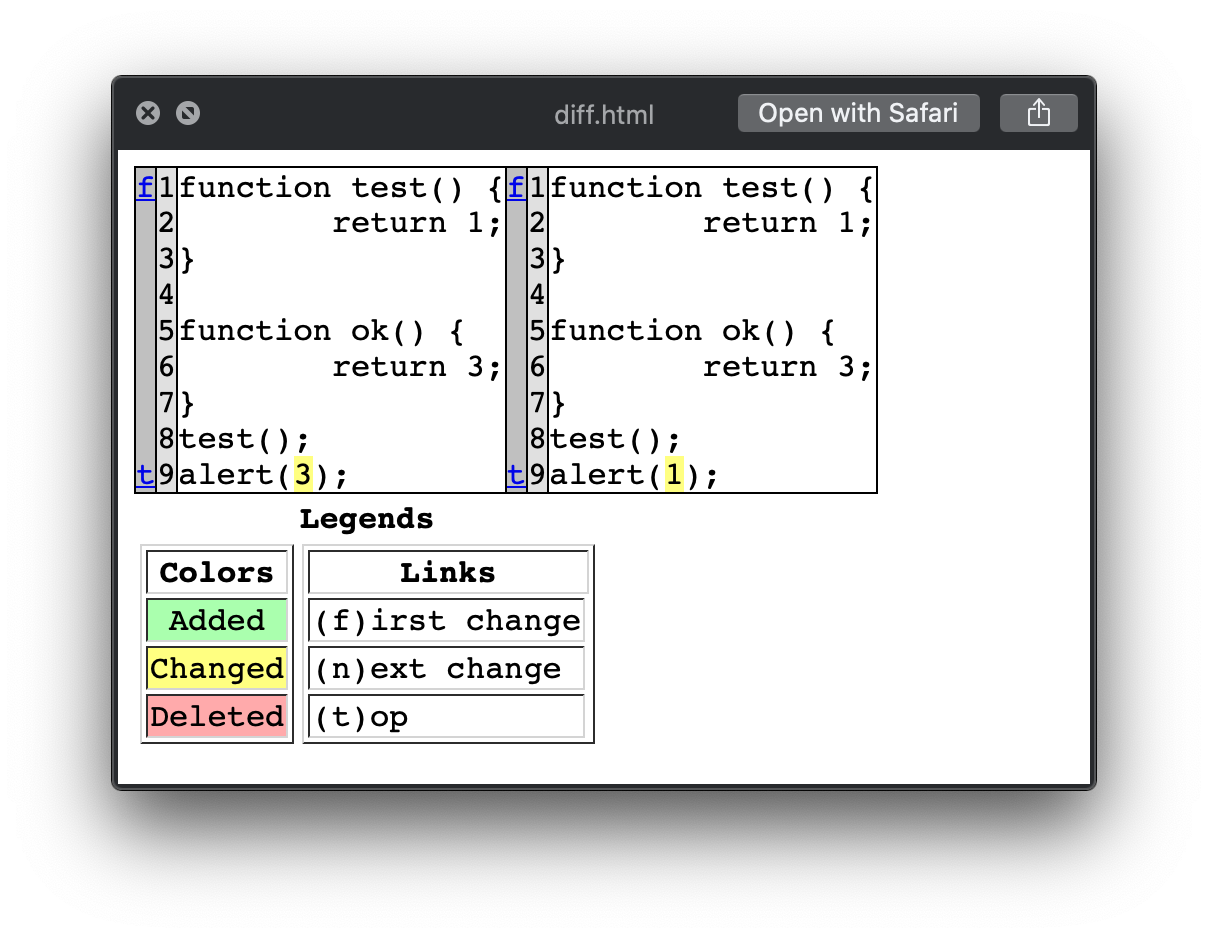 diff.html Open with Safari
f 1 function test() { f 1 function test() {
2 return 1; 2 return 1;
3 } 3 }
4 4
5 function ok() { 5 function ok() {
6 return 3; 6 return 3;
7 } 7 }
8 test(); 8 test();
t 9 alert(3); t 9 alert(1);
Legends
Colors Links
Added (f)irst change
Changed (n)ext change
Deleted (t)op